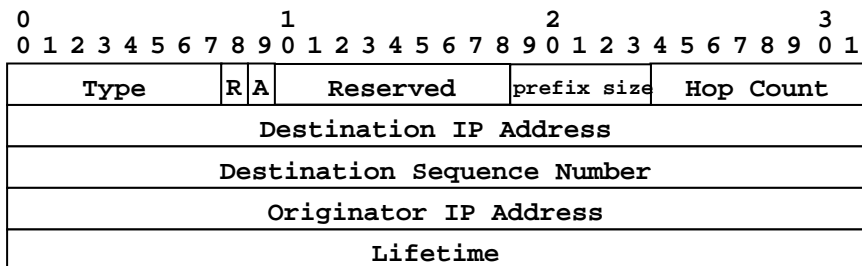 0 1 2 3
0 1 2 3 4 5 6 7 8 9 0 1 2 3 4 5 6 7 8 9 0 1 2 3 4 5 6 7 8 9 0 1
Type R A Reserved prefix size Hop Count
Destination IP Address
Destination Sequence Number
Originator IP Address
Lifetime